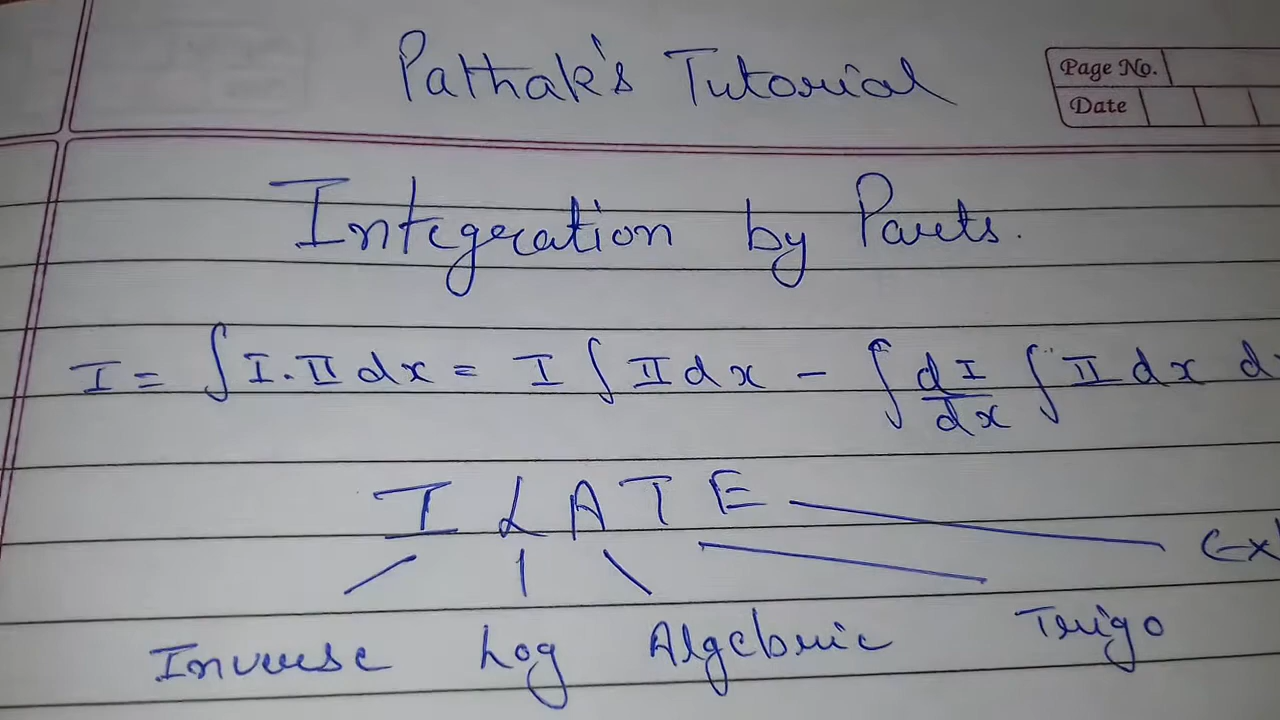 Pathak's Tutorial
Page No.
Date
Integration by Parts.
I = ∫ I . II dx = I ∫ II dx - ∫ dI/dx ∫ II dx d
I L A T E
Inverse Log Algebric Trigo